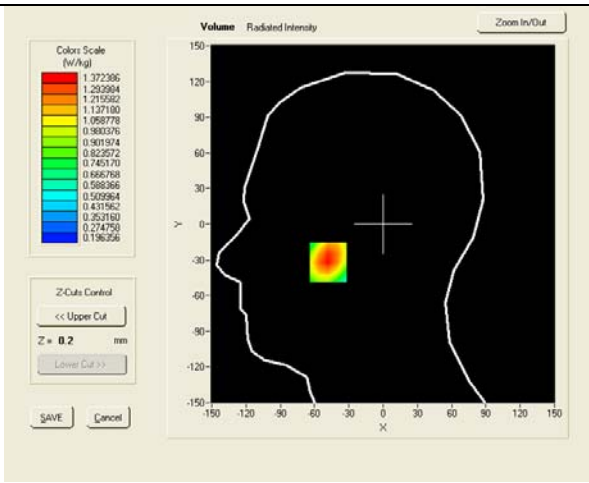 Volume Radiated Intensity
Zoom In/Out
Colors Scale
(W/kg)
1.372386
1.293984
1.215582
1.137180
1.058778
0.980376
0.901974
0.823572
0.745170
0.666768
0.588366
0.509964
0.431562
0.353160
0.274758
0.196356
Z-Cuts Control
<< Upper Cut
Z = 0.2 mm
Lower Cut >>
SAVE Cancel
Y
150
120
90
60
30
0
-30
-60
-90
-120
-150
-150 -120 -90 -60 -30 0 30 60 90 120 150
X